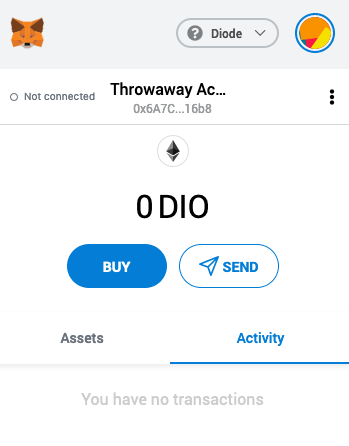 Diode
Not connected
Throwaway Ac...
0x6A7C...16b8
0 DIO
BUY
SEND
Assets
Activity
You have no transactions